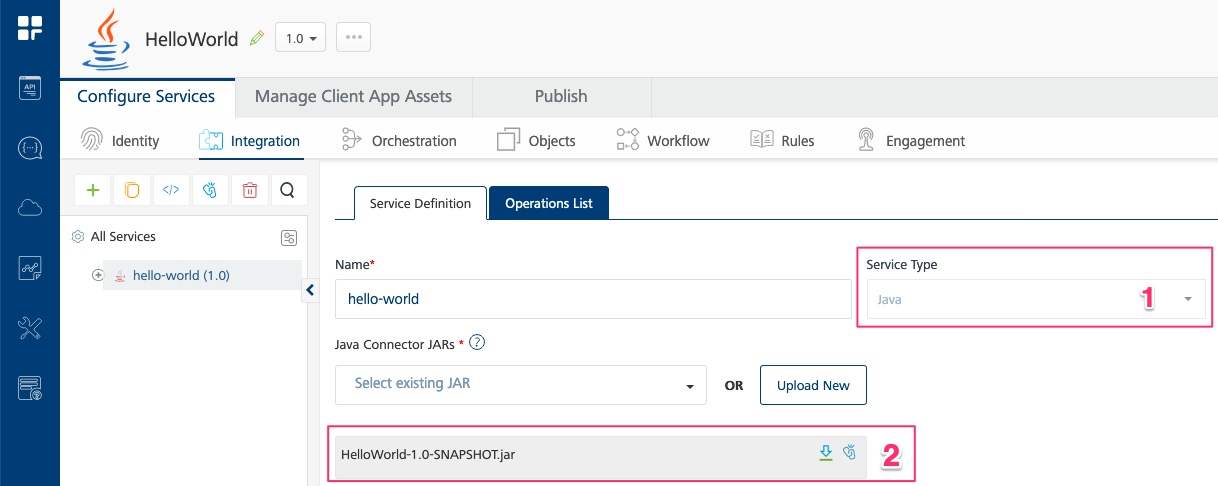 HelloWorld 1.0 ...
Configure Services Manage Client App Assets Publish
API
Identity Integration Orchestration Objects Workflow Rules Engagement
{···}
+ </>
Service Definition Operations List
All Services
hello-world (1.0)
Name* Service Type
hello-world Java 1
Java Connector JARs * ?
Select existing JAR OR Upload New
HelloWorld-1.0-SNAPSHOT.jar 2